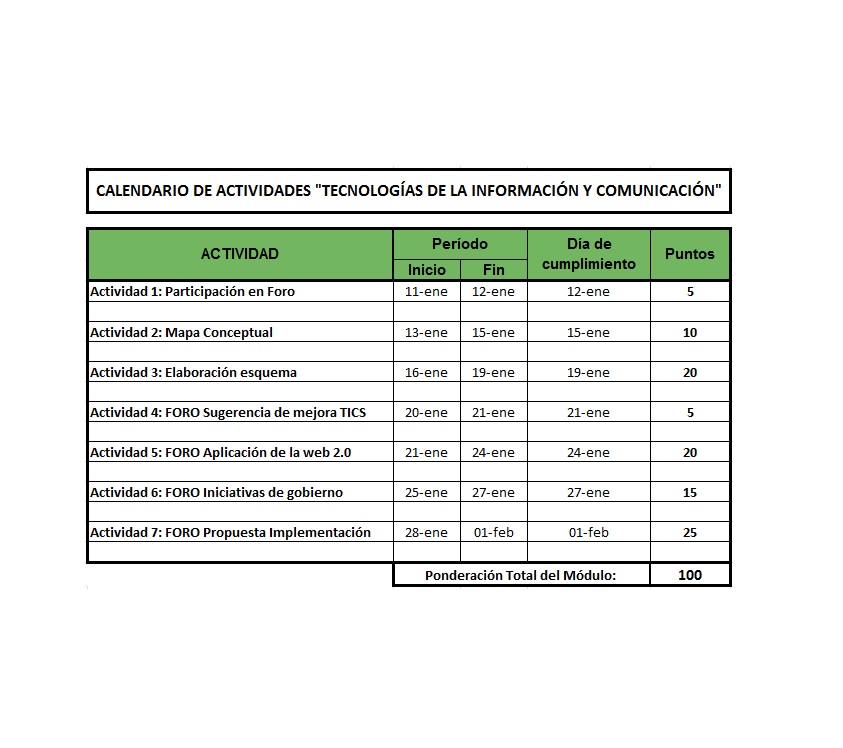 CALENDARIO DE ACTIVIDADES "TECNOLOGÍAS DE LA INFORMACIÓN Y COMUNICACIÓN"
ACTIVIDAD Período Día de cumplimiento Puntos
Inicio Fin
Actividad 1: Participación en Foro 11-ene 12-ene 12-ene 5
Actividad 2: Mapa Conceptual 13-ene 15-ene 15-ene 10
Actividad 3: Elaboración esquema 16-ene 19-ene 19-ene 20
Actividad 4: FORO Sugerencia de mejora TICS 20-ene 21-ene 21-ene 5
Actividad 5: FORO Aplicación de la web 2.0 21-ene 24-ene 24-ene 20
Actividad 6: FORO Iniciativas de gobierno 25-ene 27-ene 27-ene 15
Actividad 7: FORO Propuesta Implementación 28-ene 01-feb 01-feb 25
Ponderación Total del Módulo: 100